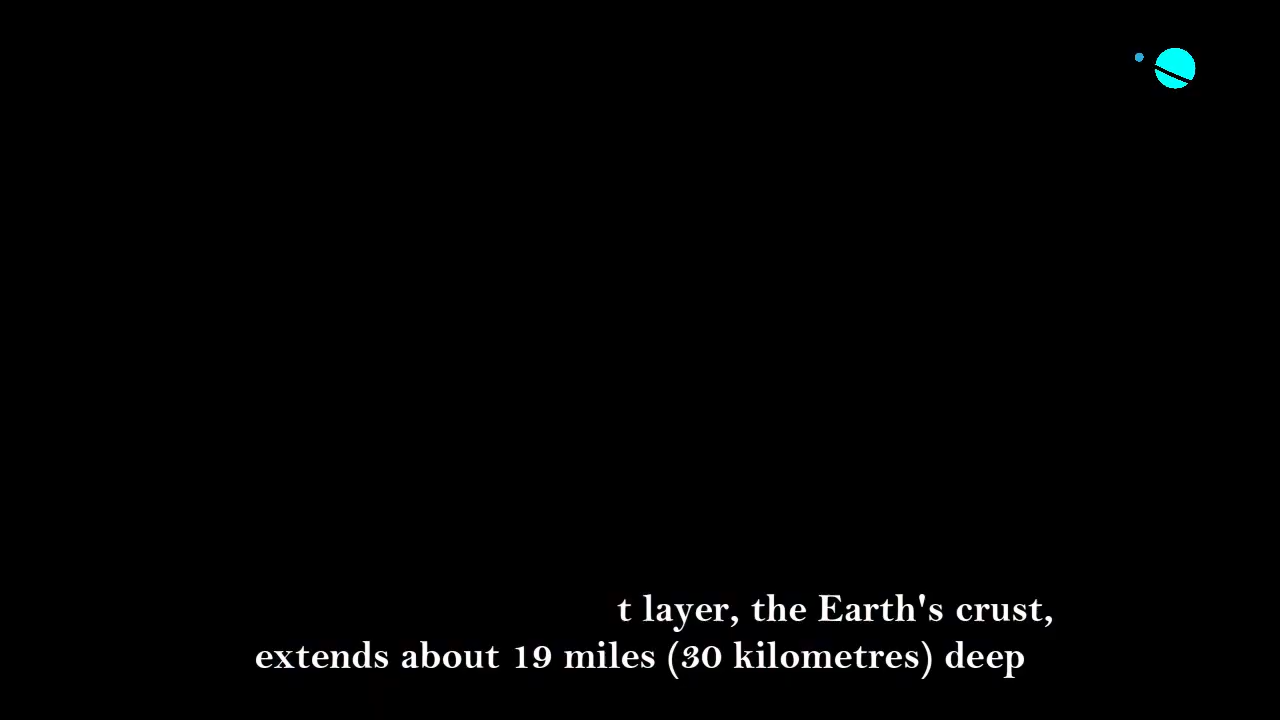 t layer, the Earth's crust,
extends about 19 miles (30 kilometres) deep